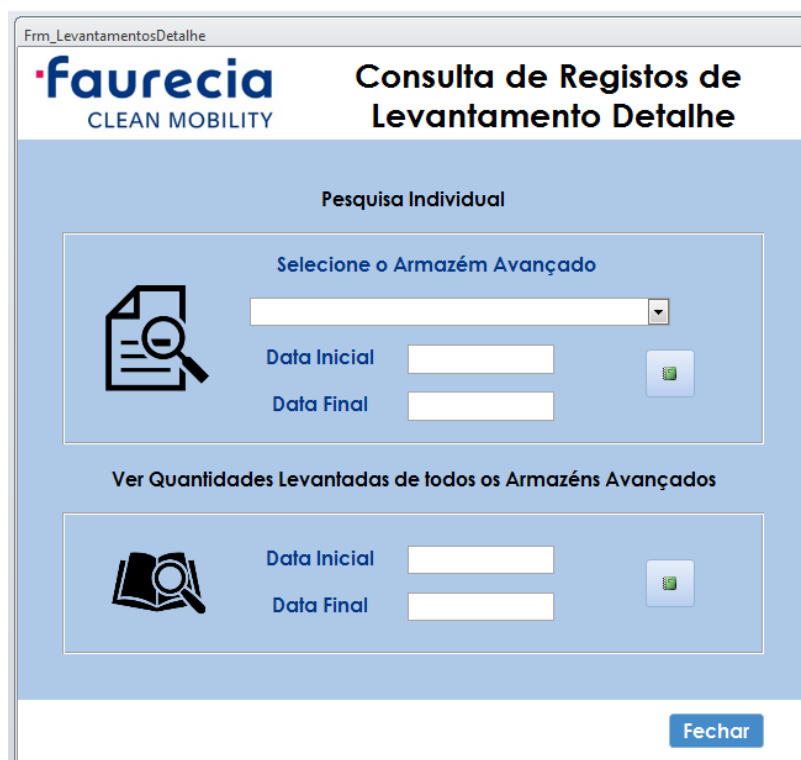 Frm_LevantamentosDetalhe
faurecia
CLEAN MOBILITY
Consulta de Registos de
Levantamento Detalhe
Pesquisa Individual
Selecione o Armazém Avançado
Data Inicial
Data Final
Ver Quantidades Levantadas de todos os Armazéns Avançados
Data Inicial
Data Final
Fechar